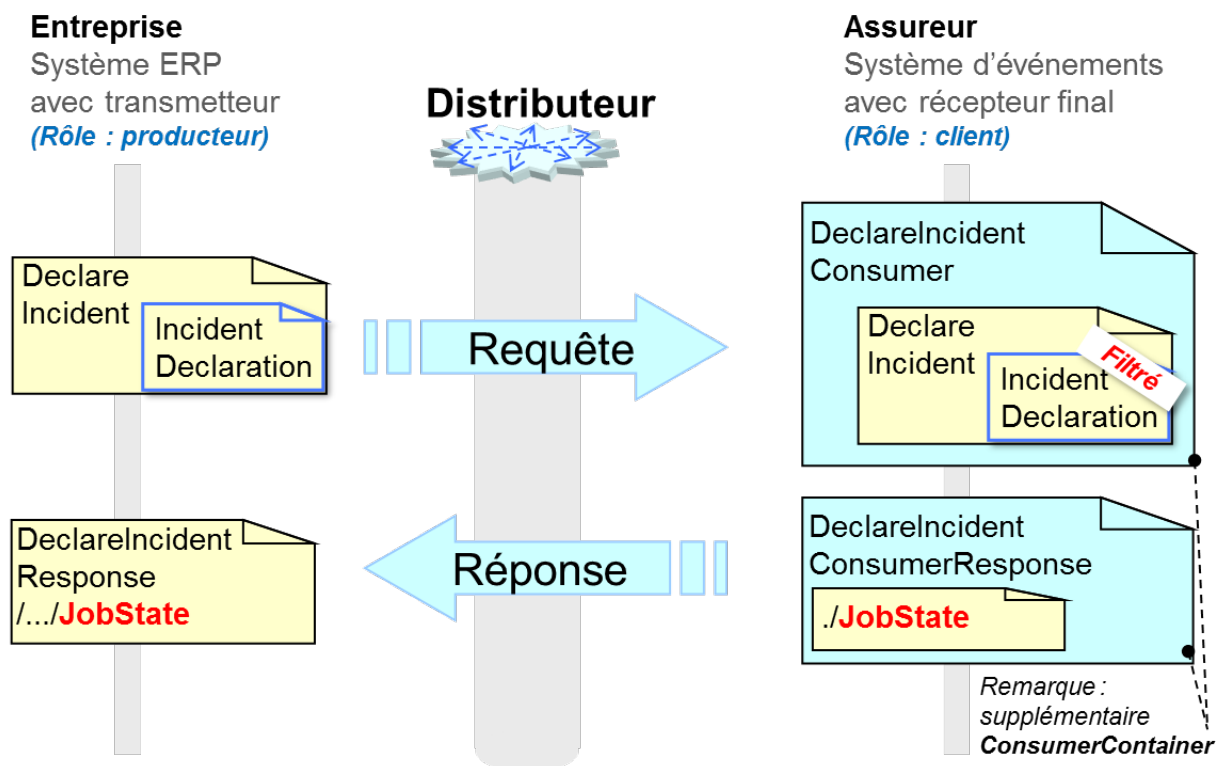 Entreprise
Système ERP
avec transmetteur
(Rôle : producteur)
Distributeur
Assureur
Système d'événements
avec récepteur final
(Rôle : client)
Declare
Incident
Incident
Declaration
Requête
DeclareIncident
Consumer
Declare
Incident
Filtré
Incident
Declaration
DeclareIncident
Response
/.../JobState
Réponse
DeclareIncident
ConsumerResponse
./JobState
Remarque :
supplémentaire
ConsumerContainer